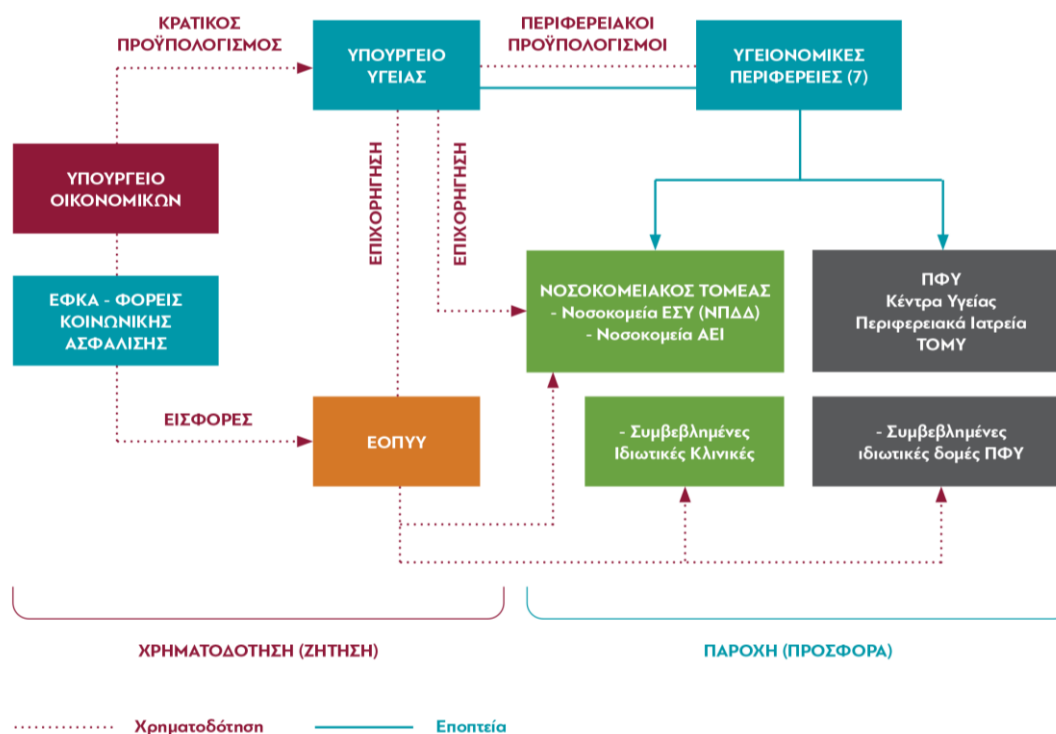 ΚΡΑΤΙΚΟΣ
ΠΡΟΫΠΟΛΟΓΙΣΜΟΣ
ΥΠΟΥΡΓΕΙΟ
ΥΓΕΙΑΣ
ΠΕΡΙΦΕΡΕΙΑΚΟΙ
ΠΡΟΫΠΟΛΟΓΙΣΜΟΙ
ΥΓΕΙΟΝΟΜΙΚΕΣ
ΠΕΡΙΦΕΡΕΙΕΣ (7)
ΥΠΟΥΡΓΕΙΟ
ΟΙΚΟΝΟΜΙΚΩΝ
ΕΠΙΧΟΡΗΓΗΣΗ
ΕΠΙΧΟΡΗΓΗΣΗ
ΕΦΚΑ - ΦΟΡΕΙΣ
ΚΟΙΝΩΝΙΚΗΣ
ΑΣΦΑΛΙΣΗΣ
ΝΟΣΟΚΟΜΕΙΑΚΟΣ ΤΟΜΕΑΣ
- Νοσοκομεία ΕΣΥ (ΝΠΔΔ)
- Νοσοκομεία ΑΕΙ
ΠΦΥ
Κέντρα Υγείας
Περιφερειακά Ιατρεία
ΤΟΜΥ
ΕΙΣΦΟΡΕΣ
ΕΟΠΥΥ
- Συμβεβλημένες
Ιδιωτικές Κλινικές
- Συμβεβλημένες
ιδιωτικές δομές ΠΦΥ
ΧΡΗΜΑΤΟΔΟΤΗΣΗ (ΖΗΤΗΣΗ)
ΠΑΡΟΧΗ (ΠΡΟΣΦΟΡΑ)
Χρηματοδότηση
Εποπτεία